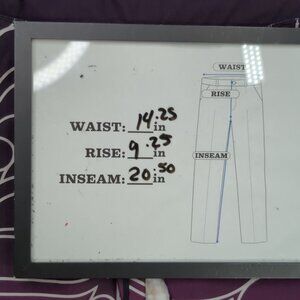 WAIST
RISE
WAIST: 14.25 in
RISE: 9.25 in
INSEAM
INSEAM: 20.50 in